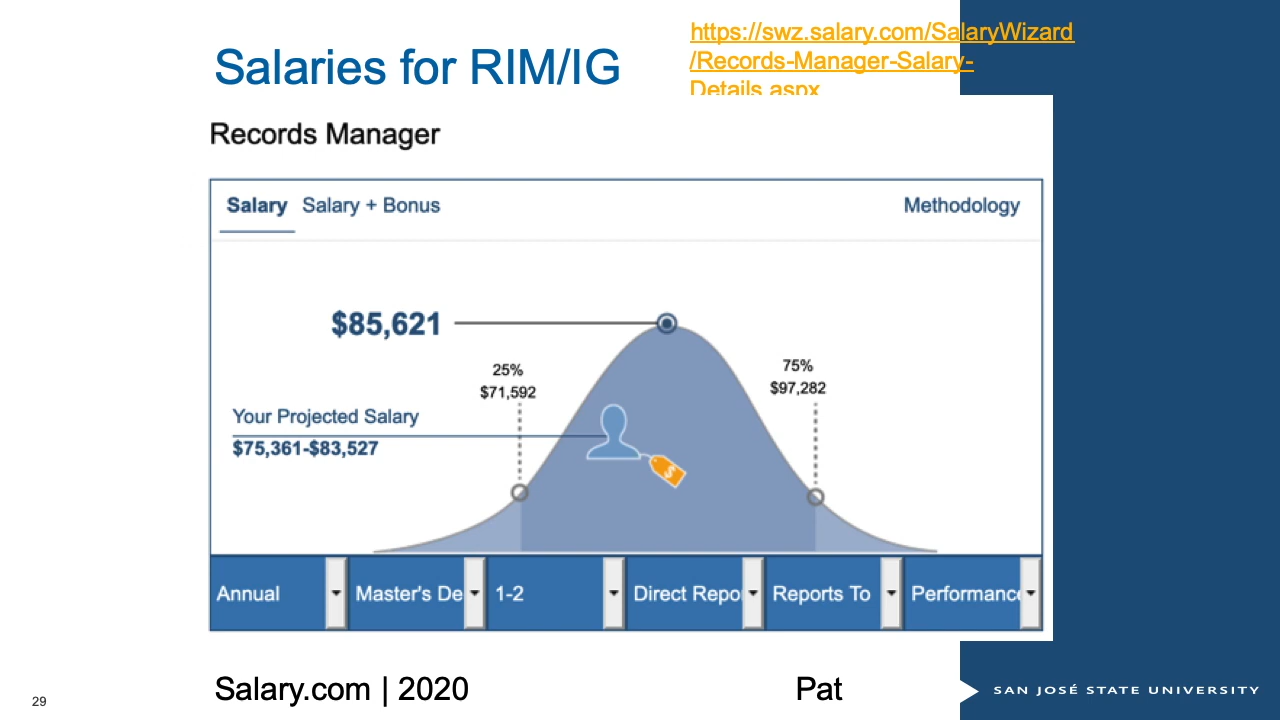 Salaries for RIM/IG
https://swz.salary.com/SalaryWizard
/Records-Manager-Salary-
Details.aspx
Records Manager
Salary Salary + Bonus Methodology
$85,621
25%
$71,592
75%
$97,282
Your Projected Salary
$75,361-$83,527
$
Annual Master's De 1-2 Direct Repo Reports To Performanc
Salary.com | 2020 Pat
29
SAN JOSÉ STATE UNIVERSITY